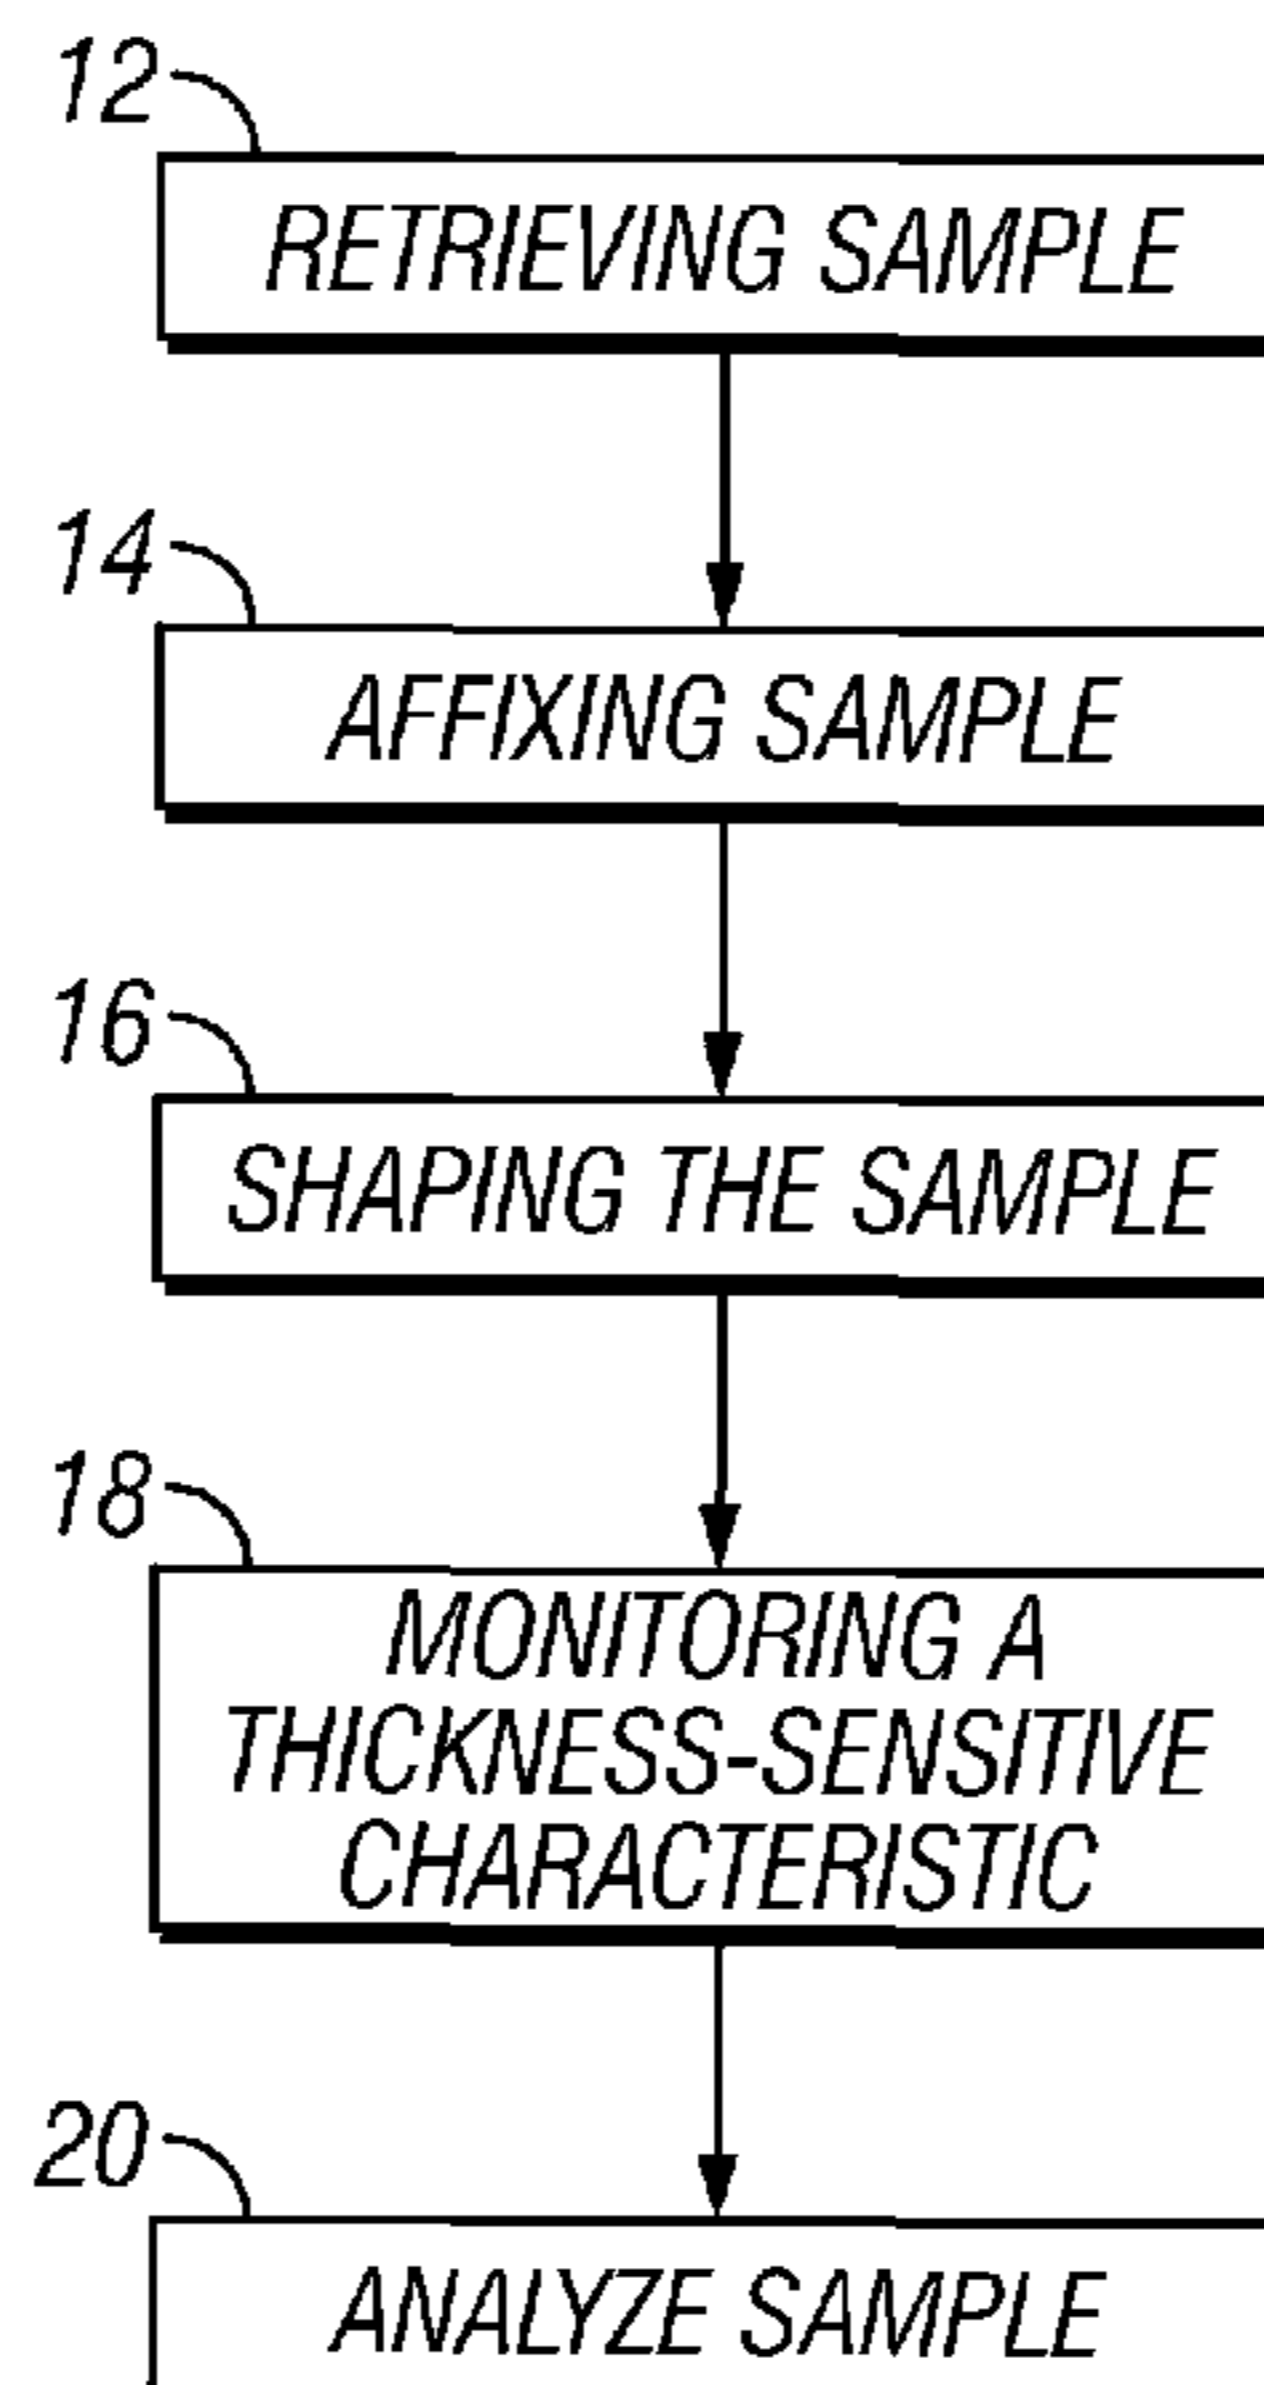 12
RETRIEVING SAMPLE
14
AFFIXING SAMPLE
16
SHAPING THE SAMPLE
18
MONITORING A
THICKNESS-SENSITIVE
CHARACTERISTIC
20
ANALYZE SAMPLE